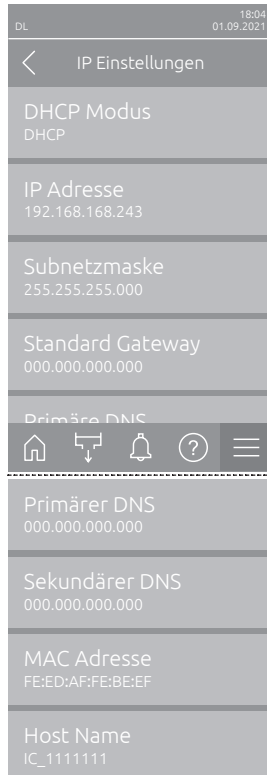 18:04
DL 01.09.2021
IP Einstellungen
DHCP Modus
DHCP
IP Adresse
192.168.168.243
Subnetzmaske
255.255.255.000
Standard Gateway
000.000.000.000
Primäre DNS
Primärer DNS
000.000.000.000
Sekundärer DNS
000.000.000.000
MAC Adresse
FE:ED:AF:FE:BE:EF
Host Name
IC_1111111